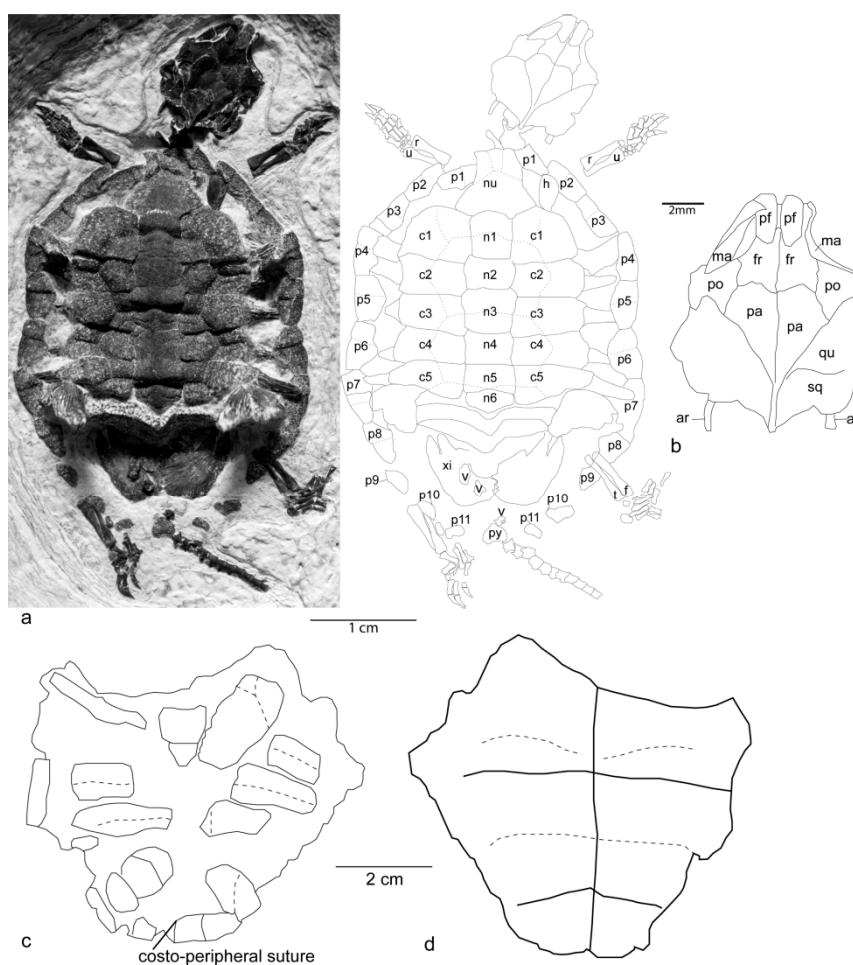 r
u
r
u
p1
p2
p1
nu
h
p2
p3
p3
2mm
pf
pf
ma
ma
fr
fr
po
po
pa
pa
qu
sq
ar
a
b
c1
n1
c1
p4
p4
c2
n2
c2
p5
p5
c3
n3
c3
p6
c4
n4
c4
p6
p7
c5
n5
c5
p7
n6
p8
p8
xi
v
v
p9
p9
t
f
p10
v
p10
p11
p11
py
a
1 cm
2 cm
c
costo-peripheral suture
d